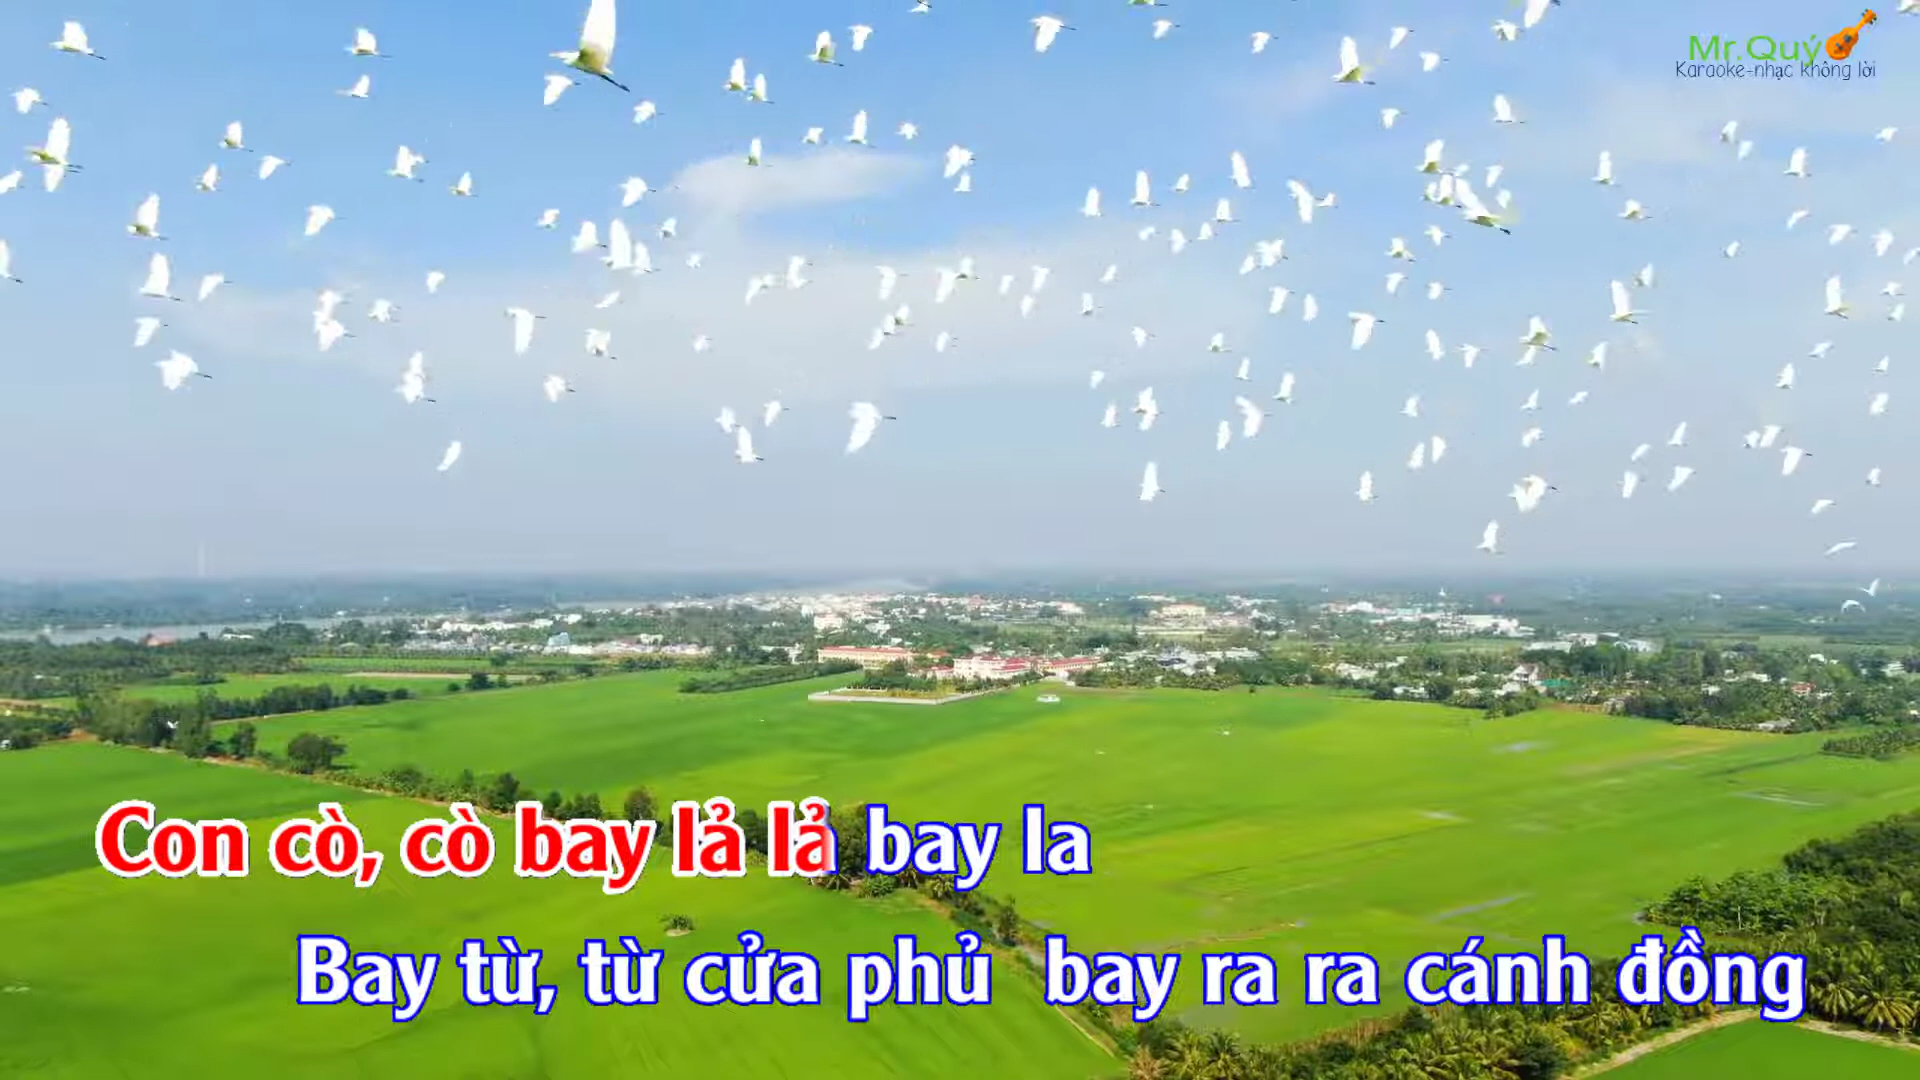 Mr.Quý
Karaoke-nhạc không lời
Con cò, cò bay lả lả bay la
Bay từ, từ cửa phủ bay ra ra cánh đồng